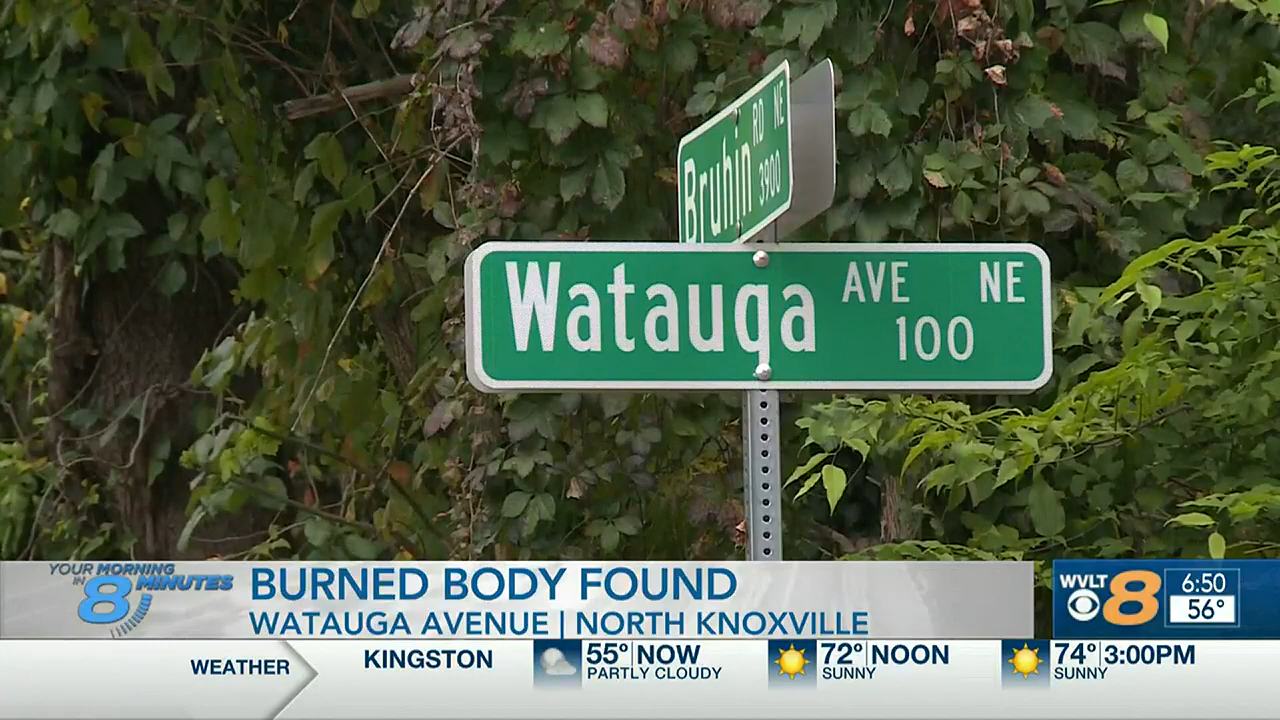 Bruhin RD NE
3900
Watauga AVE NE
100
YOUR MORNING
IN 8 MINUTES
BURNED BODY FOUND
WATAUGA AVENUE | NORTH KNOXVILLE
WVLT 8
6:50
56°
WEATHER
KINGSTON
55° NOW
PARTLY CLOUDY
72° NOON
SUNNY
74° 3:00PM
SUNNY